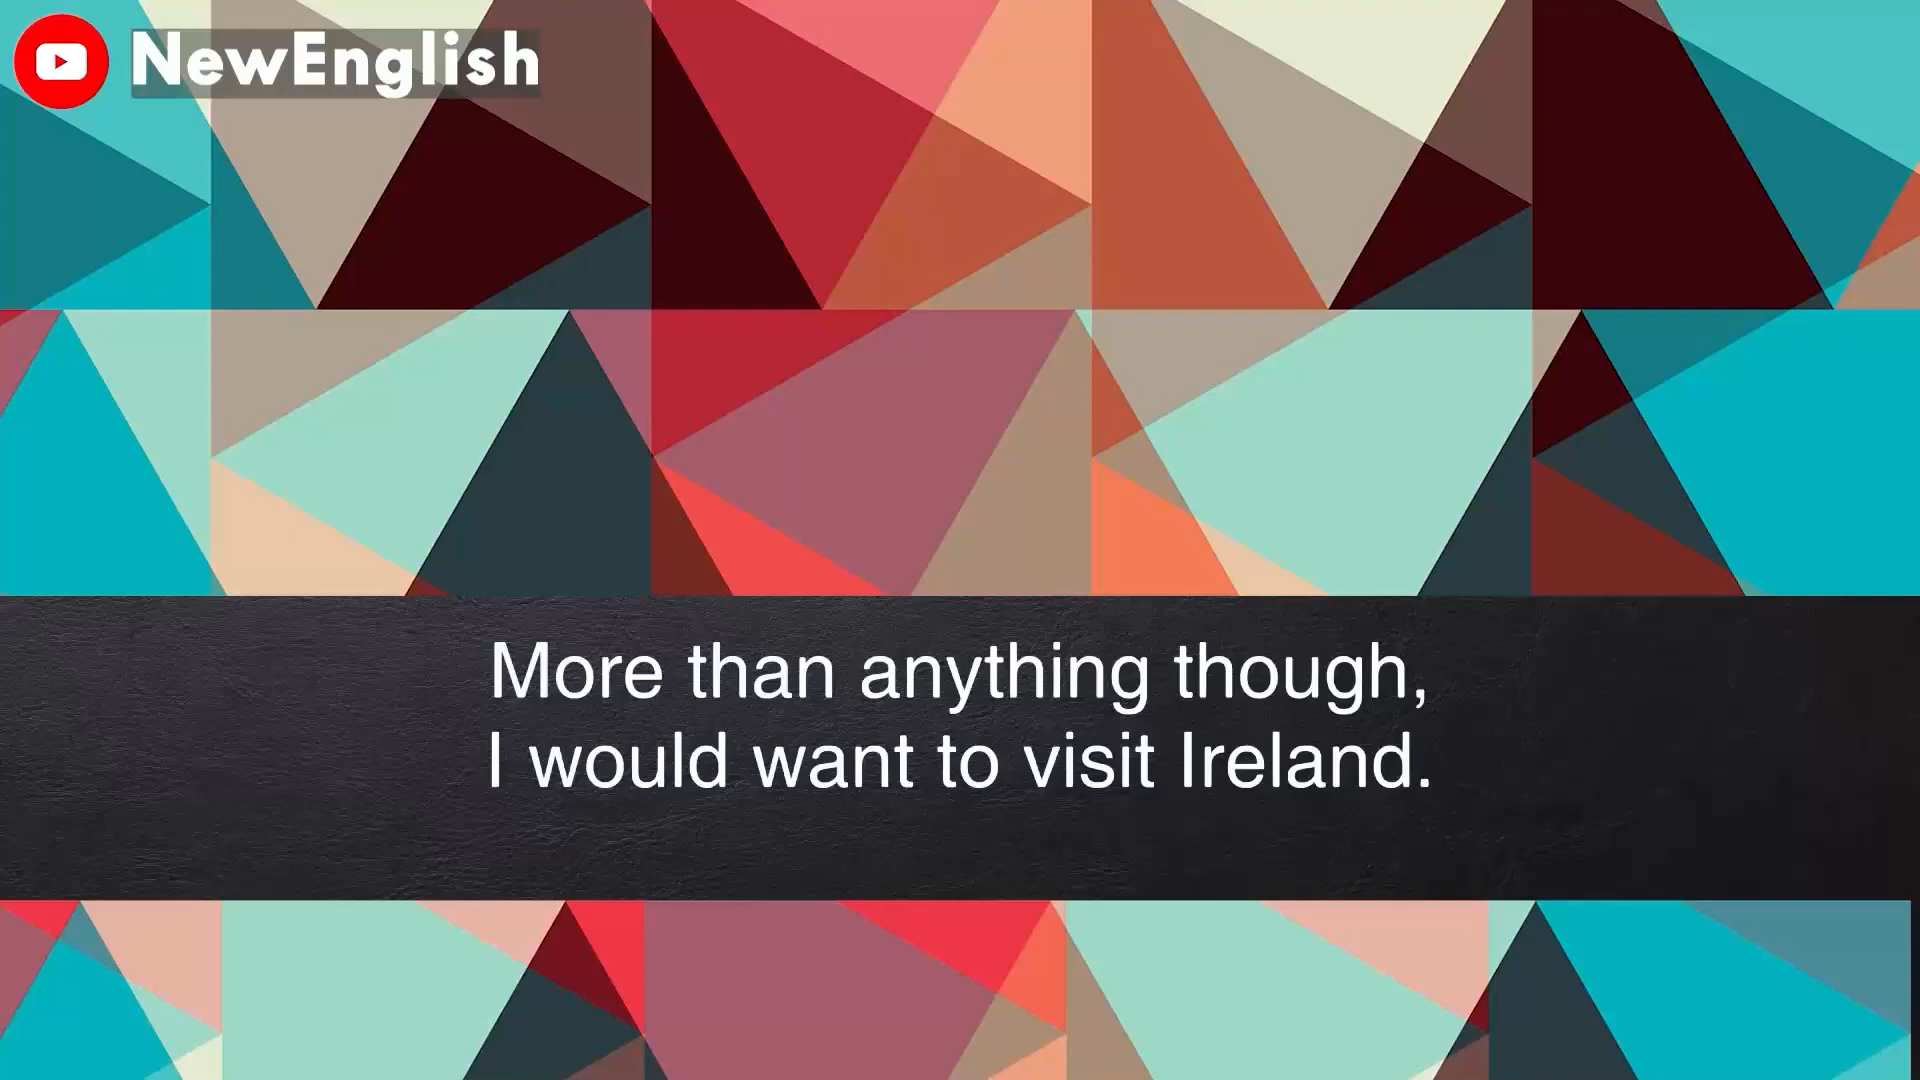 NewEnglish
More than anything though,
I would want to visit Ireland.